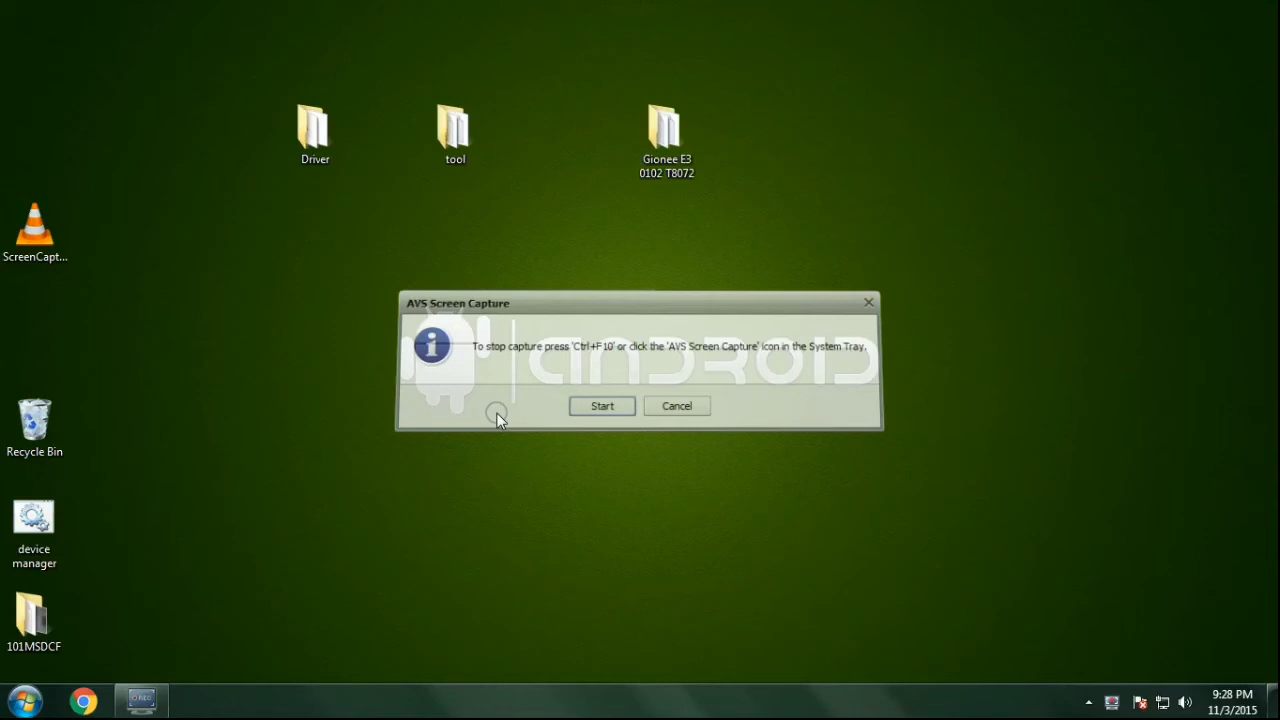 Driver
tool
Gionee E3
0102 T8072
ScreenCapt...
AVS Screen Capture
To stop capture press 'Ctrl+F10' or click the 'AVS Screen Capture' icon in the System Tray.
ANDROID
Start
Cancel
Recycle Bin
device
manager
101MSDCF
REC
9:28 PM
11/3/2015